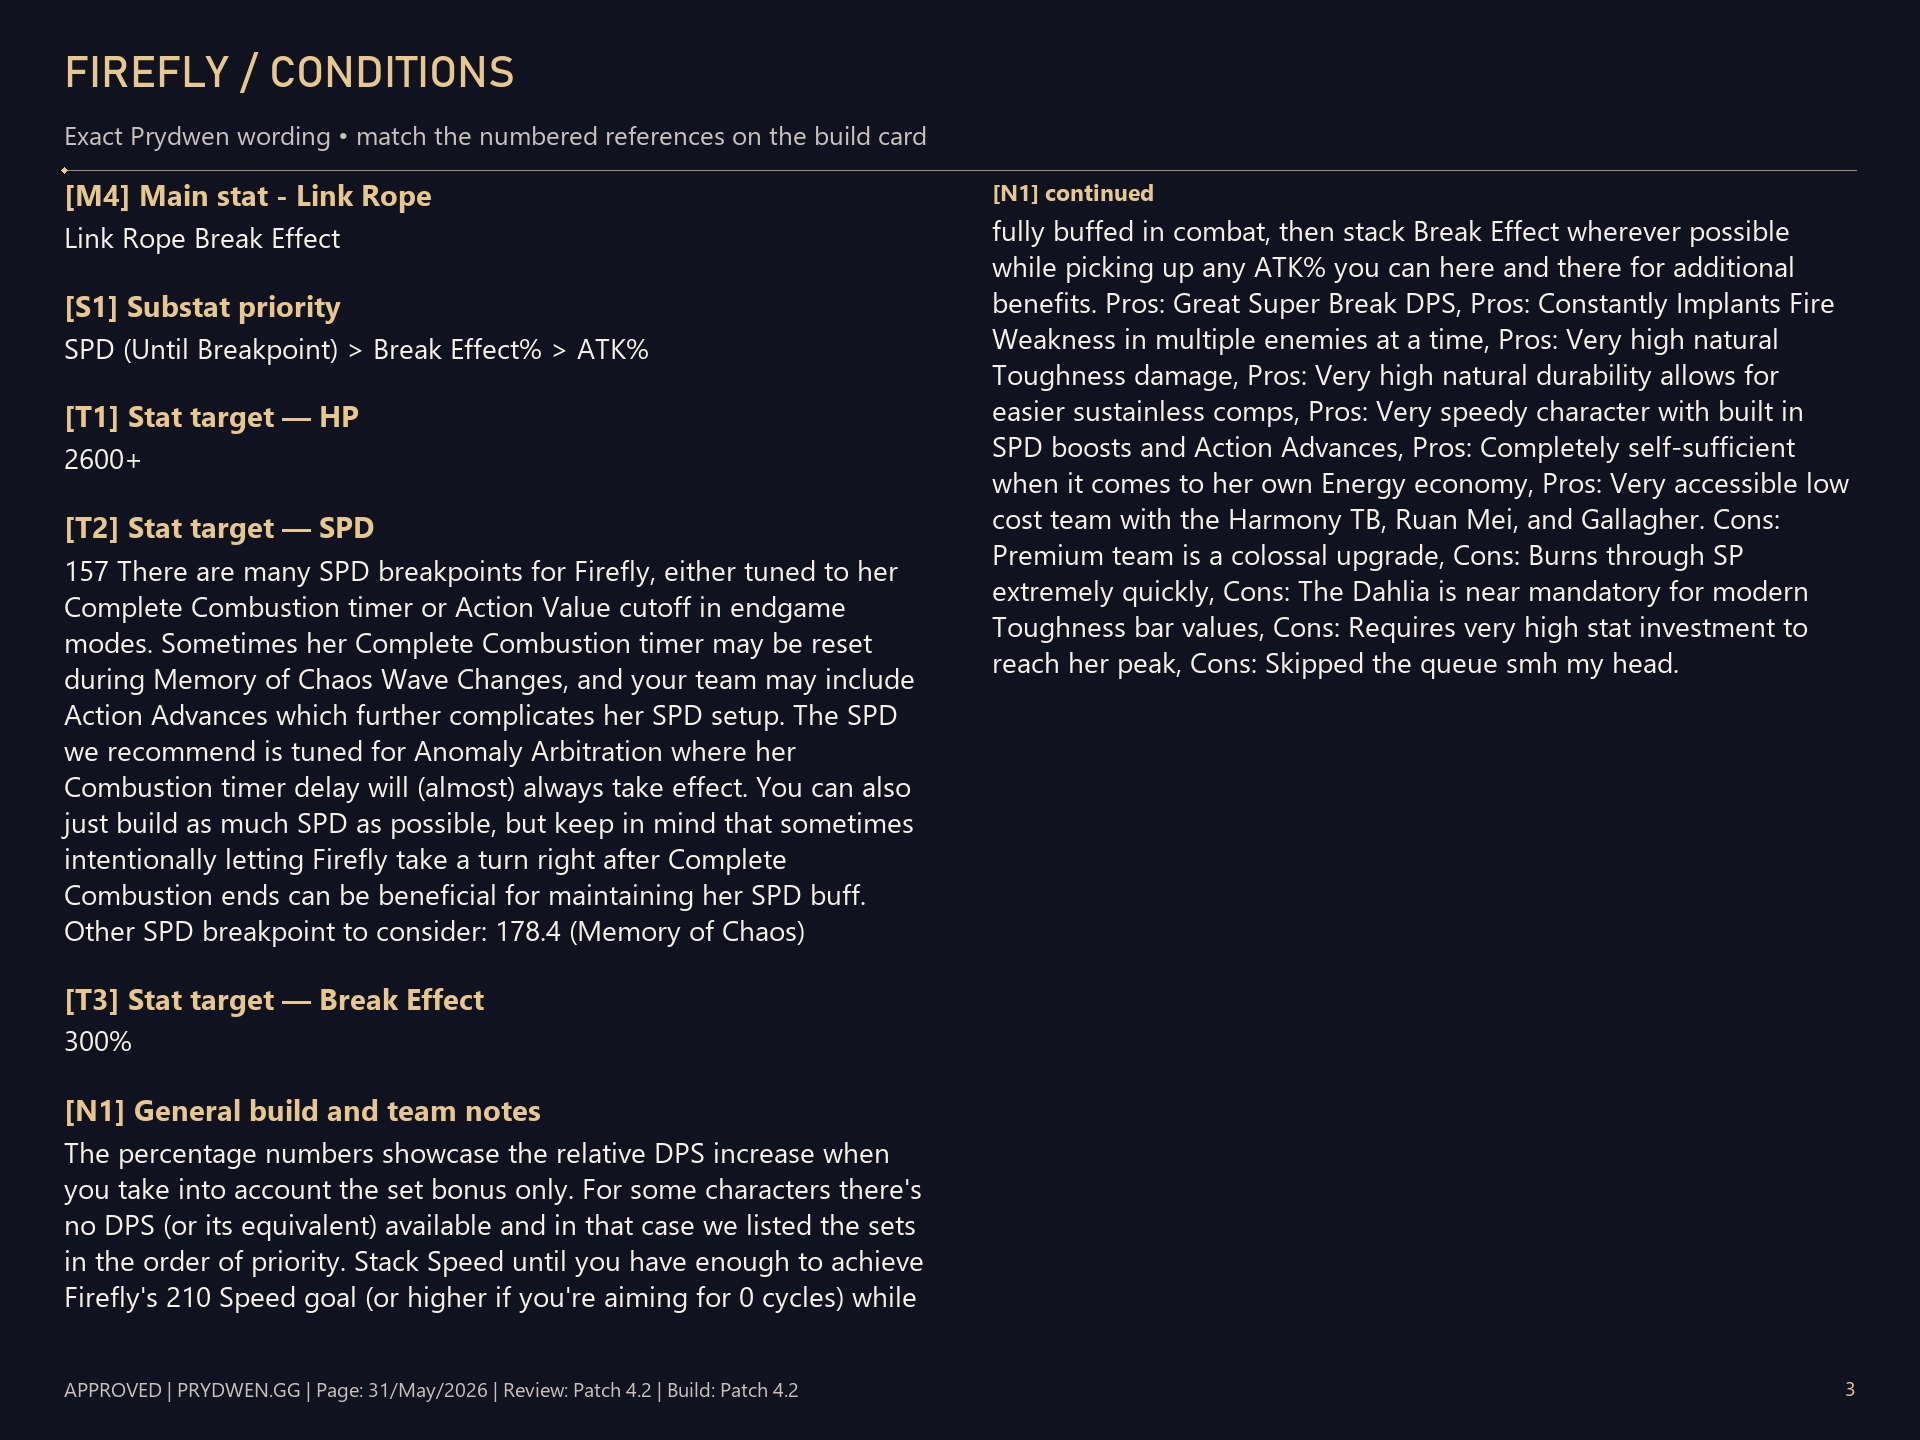 FIREFLY / CONDITIONS
Exact Prydwen wording • match the numbered references on the build card
[M4] Main stat - Link Rope
Link Rope Break Effect
[S1] Substat priority
SPD (Until Breakpoint) > Break Effect% > ATK%
[T1] Stat target — HP
2600+
[T2] Stat target — SPD
157 There are many SPD breakpoints for Firefly, either tuned to her
Complete Combustion timer or Action Value cutoff in endgame
modes. Sometimes her Complete Combustion timer may be reset
during Memory of Chaos Wave Changes, and your team may include
Action Advances which further complicates her SPD setup. The SPD
we recommend is tuned for Anomaly Arbitration where her
Combustion timer delay will (almost) always take effect. You can also
just build as much SPD as possible, but keep in mind that sometimes
intentionally letting Firefly take a turn right after Complete
Combustion ends can be beneficial for maintaining her SPD buff.
Other SPD breakpoint to consider: 178.4 (Memory of Chaos)
[T3] Stat target — Break Effect
300%
[N1] General build and team notes
The percentage numbers showcase the relative DPS increase when
you take into account the set bonus only. For some characters there's
no DPS (or its equivalent) available and in that case we listed the sets
in the order of priority. Stack Speed until you have enough to achieve
Firefly's 210 Speed goal (or higher if you're aiming for 0 cycles) while
[N1] continued
fully buffed in combat, then stack Break Effect wherever possible
while picking up any ATK% you can here and there for additional
benefits. Pros: Great Super Break DPS, Pros: Constantly Implants Fire
Weakness in multiple enemies at a time, Pros: Very high natural
Toughness damage, Pros: Very high natural durability allows for
easier sustainless comps, Pros: Very speedy character with built in
SPD boosts and Action Advances, Pros: Completely self-sufficient
when it comes to her own Energy economy, Pros: Very accessible low
cost team with the Harmony TB, Ruan Mei, and Gallagher. Cons:
Premium team is a colossal upgrade, Cons: Burns through SP
extremely quickly, Cons: The Dahlia is near mandatory for modern
Toughness bar values, Cons: Requires very high stat investment to
reach her peak, Cons: Skipped the queue smh my head.
APPROVED | PRYDWEN.GG | Page: 31/May/2026 | Review: Patch 4.2 | Build: Patch 4.2
3